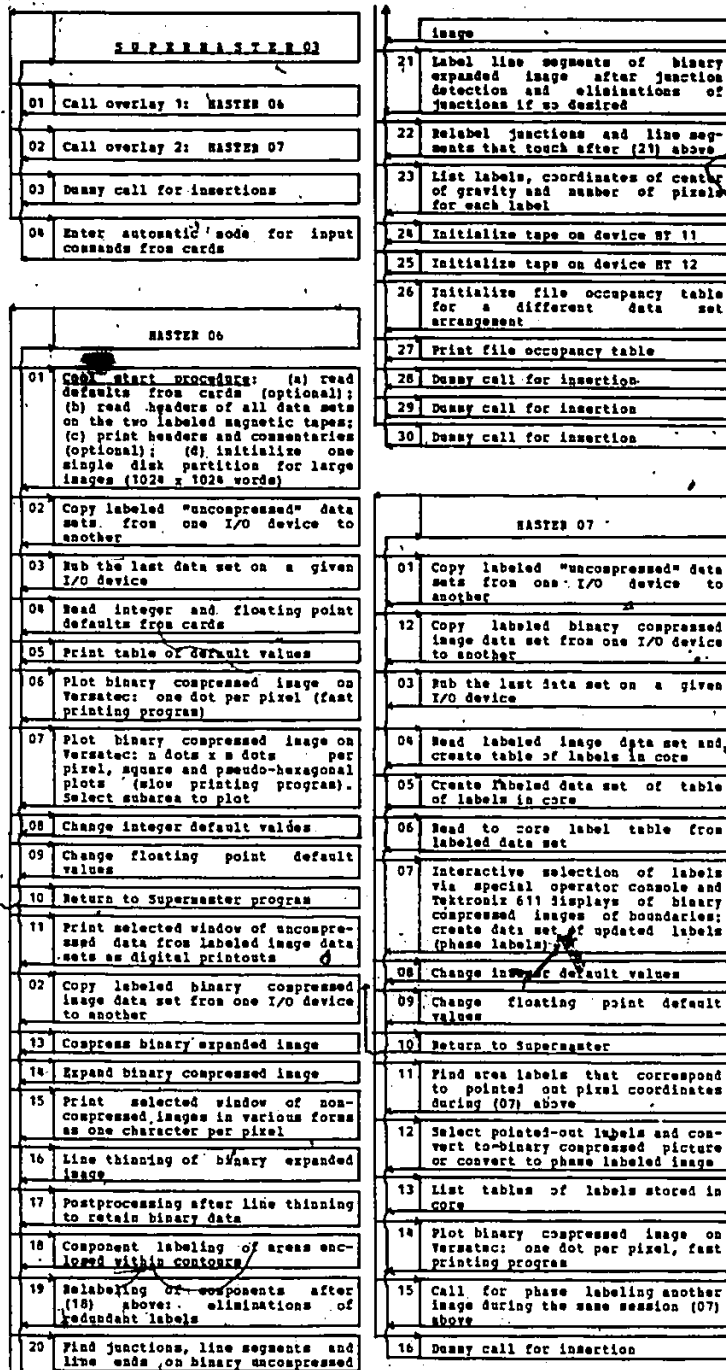 SUPERMASTER03
01 Call overlay 1: MASTER 06
02 Call overlay 2: MASTER 07
03 Dummy call for insertions
04 Enter automatic mode for input
commands from cards
MASTER 06
01 Cool start procedure: (a) read
defaults from cards (optional);
(b) read headers of all data sets
on the two labeled magnetic tapes;
(c) print headers and commentaries
(optional); (d) initialize one
single disk partition for large
images (1024 x 1024 words)
02 Copy labeled "uncompressed" data
sets from one I/O device to
another
03 Rub the last data set on a given
I/O device
04 Read integer and floating point
defaults from cards
05 Print table of default values
06 Plot binary compressed image on
Versatec: one dot per pixel (fast
printing program)
07 Plot binary compressed image on
Versatec: n dots x m dots per
pixel, square and pseudo-hexagonal
plots (slow printing program).
Select subarea to plot
08 Change integer default values
09 Change floating point default
values
10 Return to Supermaster program
11 Print selected window of uncompre-
ssed data from Labeled image data
sets as digital printouts
02 Copy labeled binary compressed
image data set from one I/O device
to another
13 Compress binary expanded image
14 Expand binary compressed image
15 Print selected window of non-
compressed images in various forms
as one character per pixel
16 Line thinning of binary expanded
image
17 Postprocessing after line thinning
to retain binary data
18 Component labeling of areas enc-
losed within contours
19 Relabeling of components after
(18) above: eliminations of
redundant labels
20 Find junctions, line segments and
line ends on binary uncompressed
image
21 Label line segments of binary
expanded image after junction
detection and eliminations of
junctions if so desired
22 Relabel junctions and line seg-
ments that touch after (21) above
23 List labels, coordinates of center
of gravity and number of pixels
for each label
24 Initialize tape on device MT 11
25 Initialize tape on device MT 12
26 Initialize file occupancy table
for a different data set
arrangement
27 Print file occupancy table
28 Dummy call for insertion
29 Dummy call for insertion
30 Dummy call for insertion
MASTER 07
01 Copy labeled "uncompressed" data
sets from one I/O device to
another
12 Copy labeled binary compressed
image data set from one I/O device
to another
03 Rub the last data set on a given
I/O device
04 Read labeled image data set and
create table of labels in core
05 Create labeled data set of table
of labels in core
06 Read to core label table from
labeled data set
07 Interactive selection of labels
via special operator console and
Tektronix 611 displays of binary
compressed images of boundaries;
create data set of updated labels
(phase labels)
08 Change integer default values
09 Change floating point default
values
10 Return to Supermaster
11 Find area labels that correspond
to pointed out pixel coordinates
during (07) above
12 Select pointed-out labels and con-
vert to binary compressed picture
or convert to phase labeled image
13 List tables of labels stored in
core
14 Plot binary compressed image on
Versatec: one dot per pixel, fast
printing program
15 Call for phase labeling another
image during the same session (07)
above
16 Dummy call for insertion